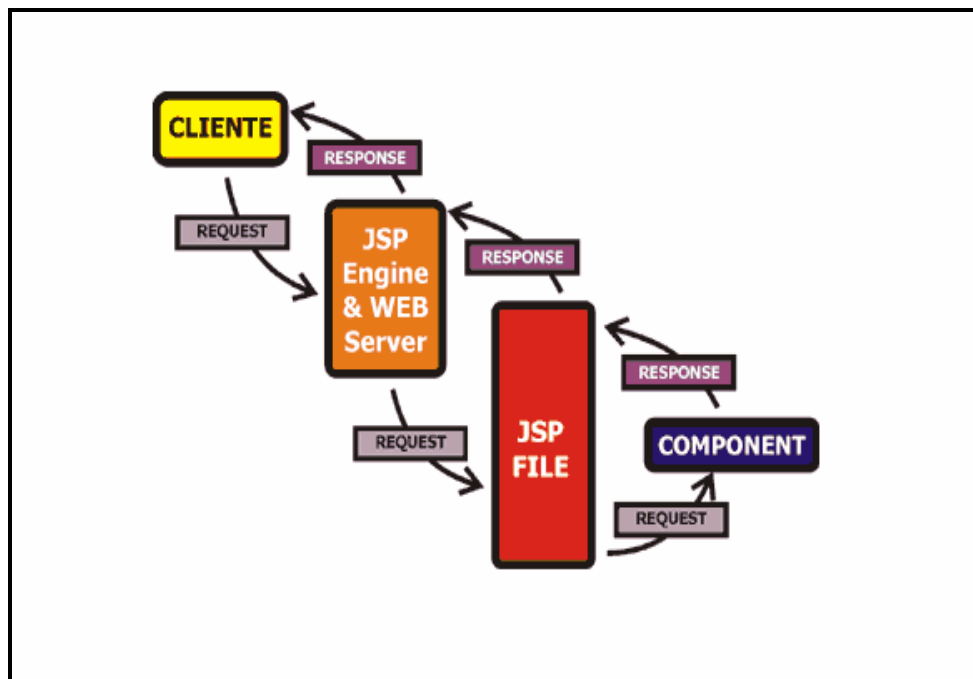 CLIENTE
RESPONSE
REQUEST
JSP
Engine
& WEB
Server
RESPONSE
REQUEST
JSP
FILE
RESPONSE
COMPONENT
REQUEST